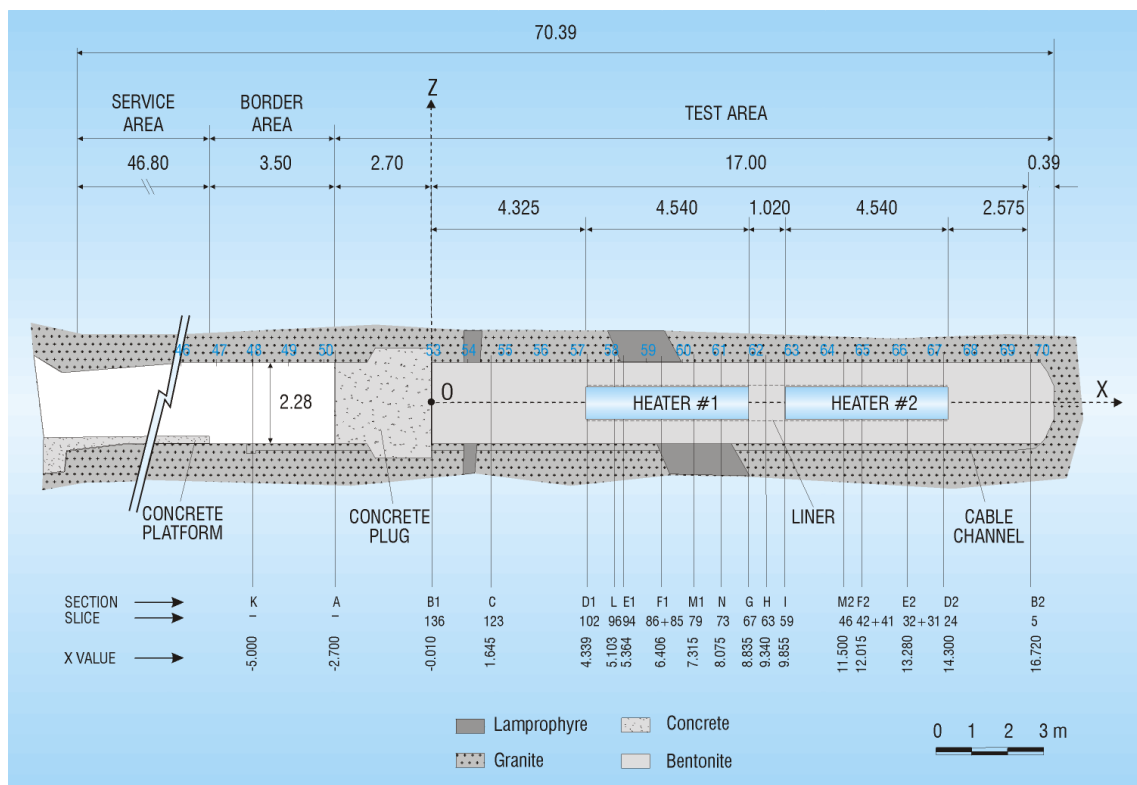 70.39
Z
SERVICE AREA
BORDER AREA
TEST AREA
46.80
3.50
2.70
17.00
0.39
4.325
4.540
1.020
4.540
2.575
46 47 48 49 50 53 54 55 56 57 58 59 60 61 62 63 64 65 66 67 68 69 70
2.28
O
HEATER #1
HEATER #2
X
CONCRETE PLATFORM
CONCRETE PLUG
LINER
CABLE CHANNEL
SECTION K A B1 C D1 L E1 F1 M1 N G H I M2 F2 E2 D2 B2
SLICE – – 136 123 102 96 94 86+85 79 73 67 63 59 46 42+41 32+31 24 5
X VALUE -5.000 -2.700 -0.010 1.645 4.339 5.103 5.364 6.406 7.315 8.075 8.835 9.340 9.855 11.500 12.015 13.280 14.300 16.720
Lamprophyre
Concrete
Granite
Bentonite
0 1 2 3 m